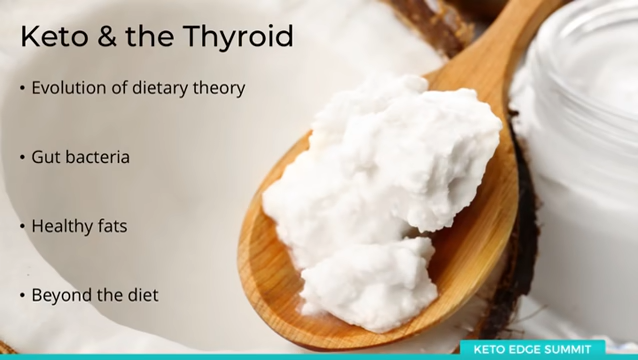 Keto & the Thyroid
• Evolution of dietary theory
• Gut bacteria
• Healthy fats
• Beyond the diet
KETO EDGE SUMMIT